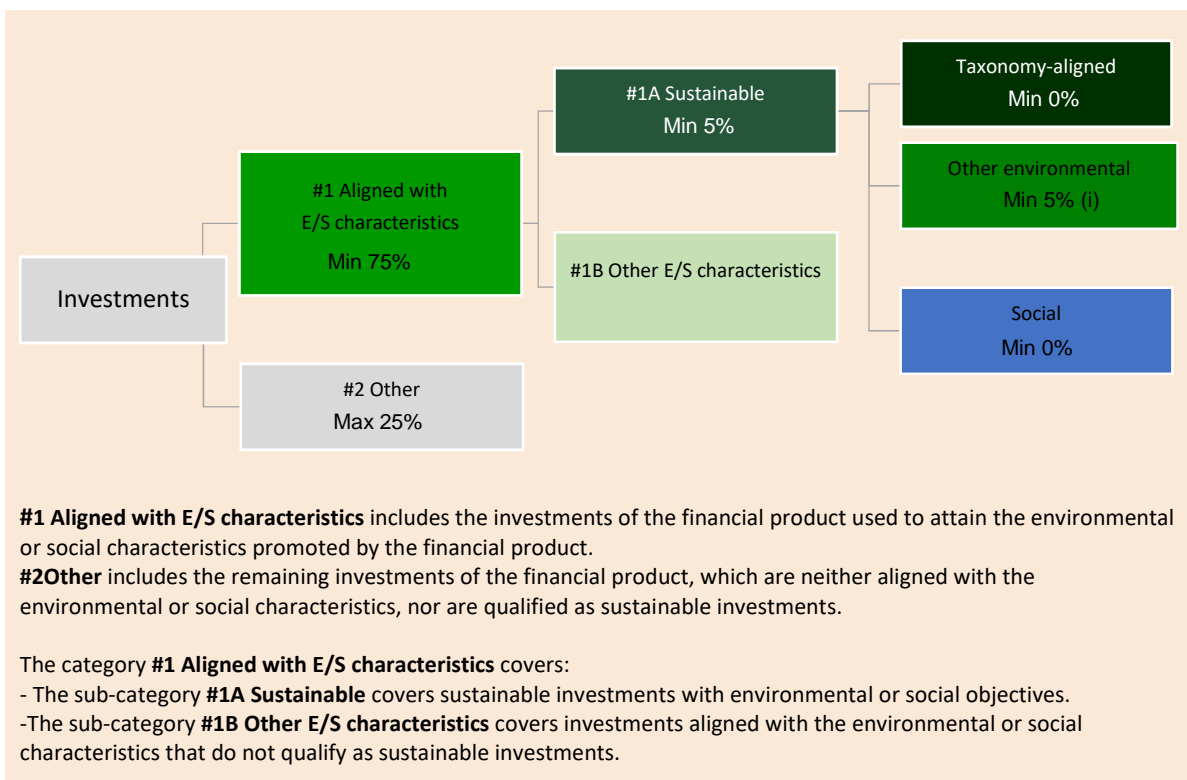 Investments
#1 Aligned with
E/S characteristics
Min 75%
#2 Other
Max 25%
#1A Sustainable
Min 5%
#1B Other E/S characteristics
Taxonomy-aligned
Min 0%
Other environmental
Min 5% (i)
Social
Min 0%
#1 Aligned with E/S characteristics includes the investments of the financial product used to attain the environmental
or social characteristics promoted by the financial product.
#2Other includes the remaining investments of the financial product, which are neither aligned with the
environmental or social characteristics, nor are qualified as sustainable investments.
The category #1 Aligned with E/S characteristics covers:
- The sub-category #1A Sustainable covers sustainable investments with environmental or social objectives.
-The sub-category #1B Other E/S characteristics covers investments aligned with the environmental or social
characteristics that do not qualify as sustainable investments.